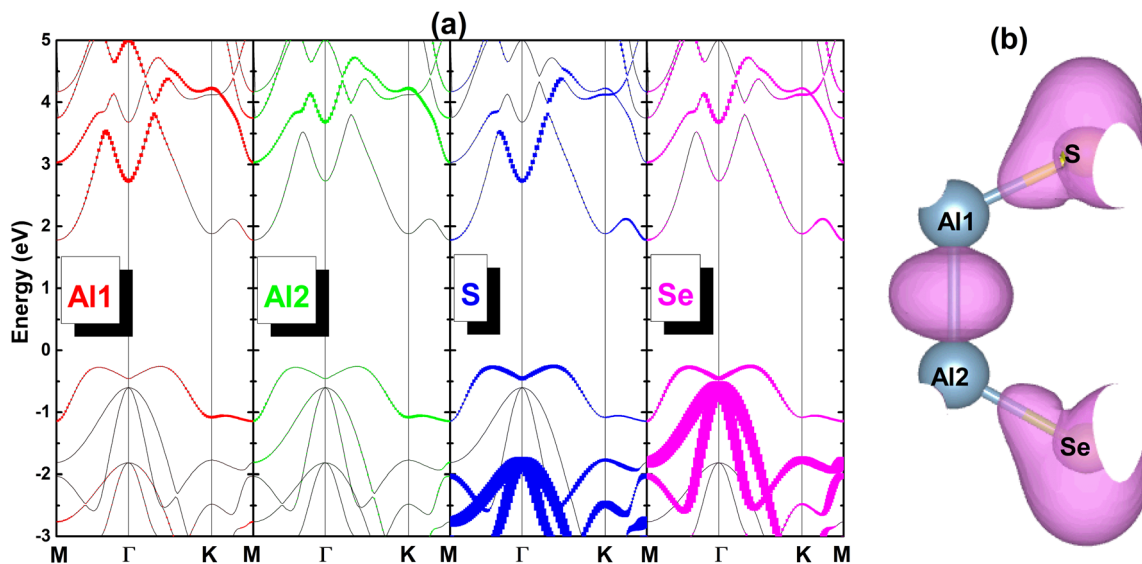 (a)
(b)
Energy (eV)
5
4
3
2
1
0
-1
-2
-3
Al1
Al2
S
Se
M Γ K M Γ K M Γ K M Γ K M
S
Al1
Al2
Se